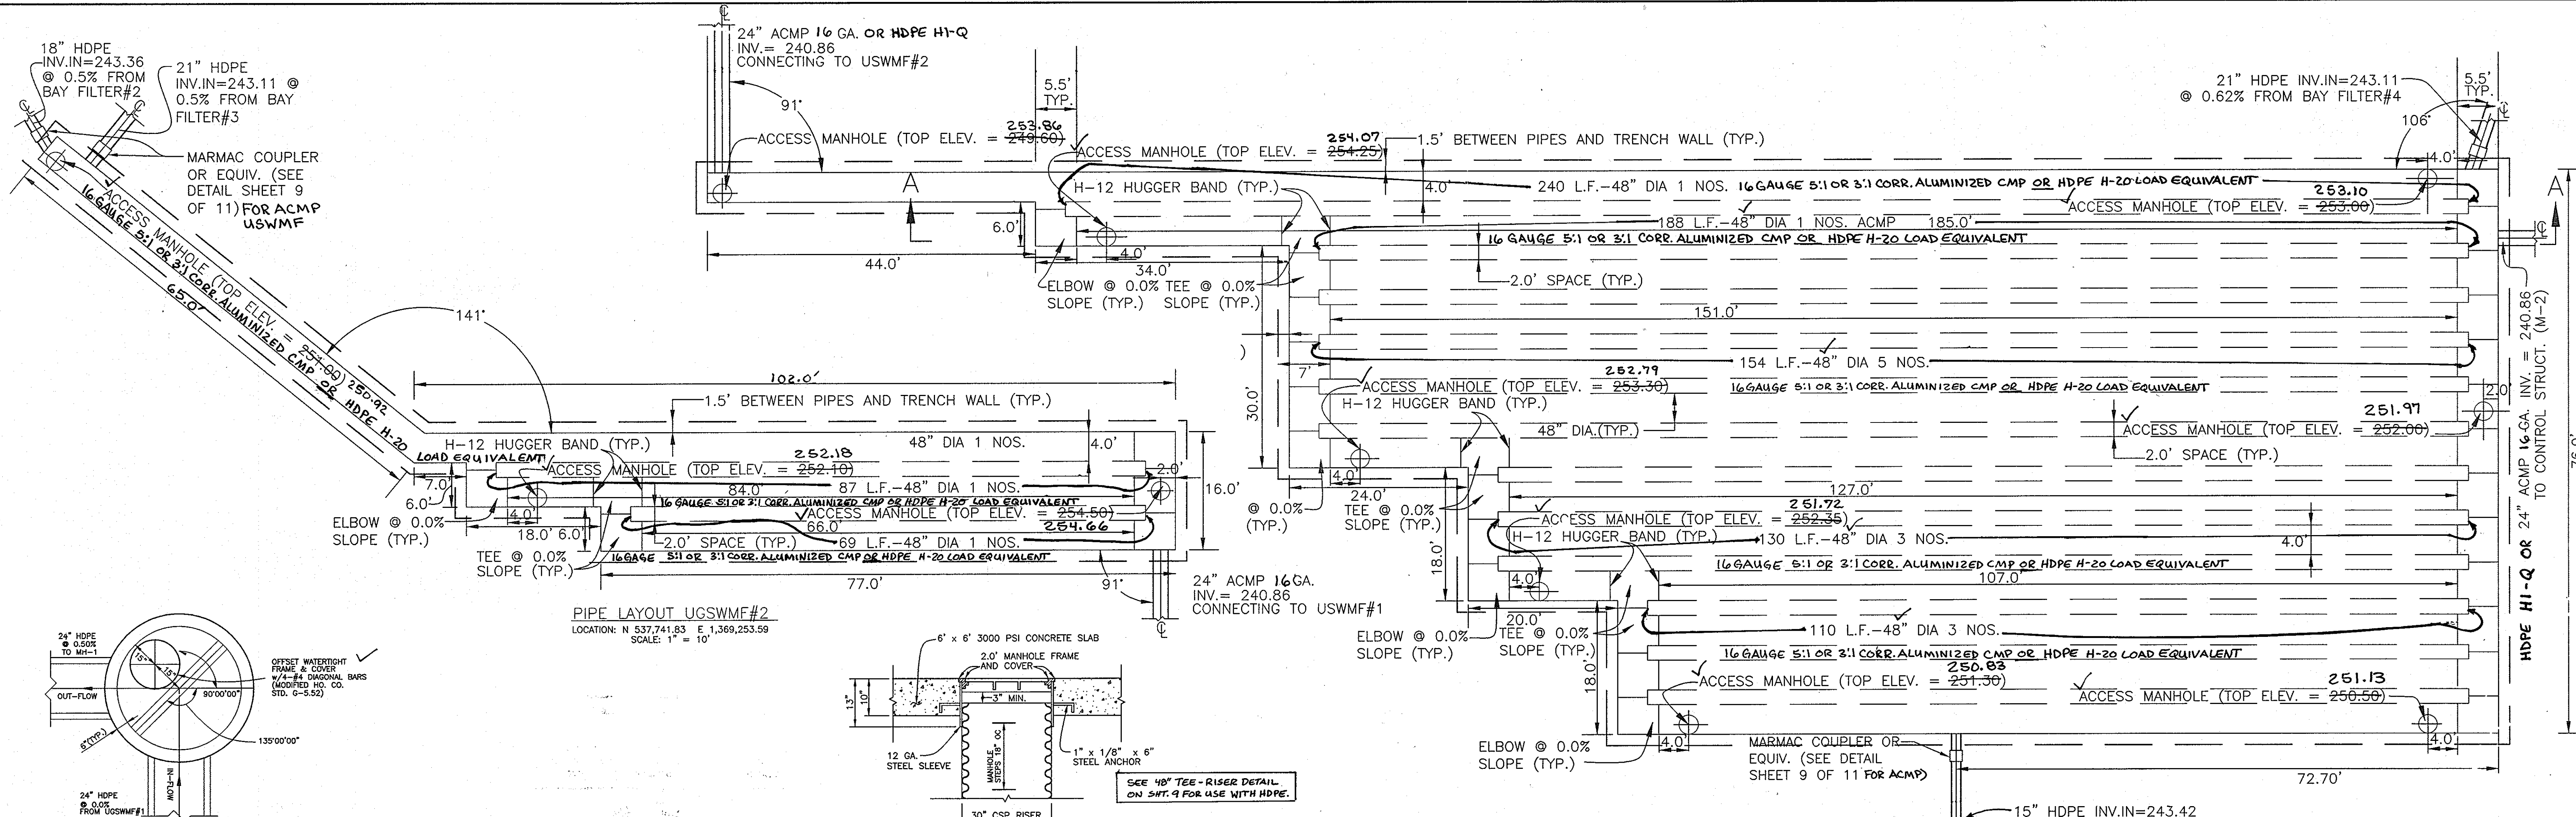 18" HDPE
INV.IN=243.36
@ 0.5% FROM
BAY FILTER#2
21" HDPE
INV.IN=243.11 @
0.5% FROM BAY
FILTER#3
MARMAC COUPLER
OR EQUIV. (SEE
DETAIL SHEET 9
OF 11) FOR ACMP
USWMF
ACCESS MANHOLE (TOP ELEV. = 251.00) 250.92
16 GAUGE 5:1 OR 3:1 CORR. ALUMINIZED CMP OR HDPE H-20
LOAD EQUIVALENT
65.0'
141°
102.0'
1.5' BETWEEN PIPES AND TRENCH WALL (TYP.)
H-12 HUGGER BAND (TYP.)
48" DIA 1 NOS.
4.0'
252.18
ACCESS MANHOLE (TOP ELEV. = 252.10)
2.0'
7.0'
84.0'
87 L.F.-48" DIA 1 NOS.
16.0'
6.0'
16 GAUGE 5:1 OR 3:1 CORR. ALUMINIZED CMP OR HDPE H-20 LOAD EQUIVALENT
4.0'
ACCESS MANHOLE (TOP ELEV. = 254.50)
254.66
ELBOW @ 0.0%
SLOPE (TYP.)
66.0'
18.0'
6.0'
2.0' SPACE (TYP.)
69 L.F.-48" DIA 1 NOS.
TEE @ 0.0%
SLOPE (TYP.)
16 GAGE 5:1 OR 3:1 CORR. ALUMINIZED CMP OR HDPE H-20 LOAD EQUIVALENT
77.0'
91°
24" ACMP 16 GA.
INV.= 240.86
CONNECTING TO USWMF#1
℄
PIPE LAYOUT UGSWMF#2
LOCATION: N 537,741.83 E 1,369,253.59
SCALE: 1" = 10'
℄
24" ACMP 16 GA. OR HDPE HI-Q
INV.= 240.86
CONNECTING TO USWMF#2
91°
5.5'
TYP.
253.86
ACCESS MANHOLE (TOP ELEV. = 249.60)
254.07
ACCESS MANHOLE (TOP ELEV. = 254.25)
1.5' BETWEEN PIPES AND TRENCH WALL (TYP.)
21" HDPE INV.IN=243.11
@ 0.62% FROM BAY FILTER#4
5.5'
TYP.
℄
106°
4.0'
A
H-12 HUGGER BAND (TYP.)
4.0'
240 L.F.-48" DIA 1 NOS. 16 GAUGE 5:1 OR 3:1 CORR. ALUMINIZED CMP OR HDPE H-20 LOAD EQUIVALENT
253.10
ACCESS MANHOLE (TOP ELEV. = 253.00)
A
6.0'
188 L.F.-48" DIA 1 NOS. ACMP 185.0'
16 GAUGE 5:1 OR 3:1 CORR. ALUMINIZED CMP OR HDPE H-20 LOAD EQUIVALENT
℄
44.0'
4.0'
34.0'
ELBOW @ 0.0%
SLOPE (TYP.)
TEE @ 0.0%
SLOPE (TYP.)
2.0' SPACE (TYP.)
151.0'
)
154 L.F.-48" DIA 5 NOS.
7'
30.0'
252.79
ACCESS MANHOLE (TOP ELEV. = 253.30)
16 GAUGE 5:1 OR 3:1 CORR. ALUMINIZED CMP OR HDPE H-20 LOAD EQUIVALENT
H-12 HUGGER BAND (TYP.)
48" DIA.(TYP.)
2.0'
251.97
ACCESS MANHOLE (TOP ELEV. = 252.00)
2.0' SPACE (TYP.)
4.0'
24.0'
@ 0.0%
(TYP.)
TEE @ 0.0%
SLOPE (TYP.)
127.0'
251.72
ACCESS MANHOLE (TOP ELEV. = 252.35)
H-12 HUGGER BAND (TYP.)
130 L.F.-48" DIA 3 NOS.
4.0'
18.0'
16 GAUGE 5:1 OR 3:1 CORR. ALUMINIZED CMP OR HDPE H-20 LOAD EQUIVALENT
107.0'
4.0'
20.0'
ELBOW @ 0.0%
SLOPE (TYP.)
TEE @ 0.0%
SLOPE (TYP.)
110 L.F.-48" DIA 3 NOS.
18.0'
16 GAUGE 5:1 OR 3:1 CORR. ALUMINIZED CMP OR HDPE H-20 LOAD EQUIVALENT
250.83
ACCESS MANHOLE (TOP ELEV. = 251.30)
251.13
ACCESS MANHOLE (TOP ELEV. = 250.50)
ELBOW @ 0.0%
SLOPE (TYP.)
4.0'
MARMAC COUPLER OR
EQUIV. (SEE DETAIL
SHEET 9 OF 11 FOR ACMP)
4.0'
72.70'
15" HDPE INV.IN=243.42
HDPE HI-Q OR 24" ACMP 16 GA. INV. = 240.86
TO CONTROL STRUCT. (M-2)
76.0'
24" HDPE
@ 0.50%
TO MH-1
15"
15"
OUT-FLOW
OFFSET WATERTIGHT
FRAME & COVER
w/4-#4 DIAGONAL BARS
(MODIFIED HO. CO.
STD. G-5.52)
90°00'00"
135°00'00"
6"(TYP.)
IN-FLOW
24" HDPE
@ 0.0%
FROM UGSWMF#1
6' x 6' 3000 PSI CONCRETE SLAB
2.0' MANHOLE FRAME
AND COVER
13"
10"
3" MIN.
12 GA.
STEEL SLEEVE
MANHOLE
STEPS 18" OC
1" x 1/8" x 6"
STEEL ANCHOR
30" CSP RISER
SEE 48" TEE-RISER DETAIL
ON SHT. 9 FOR USE WITH HDPE.